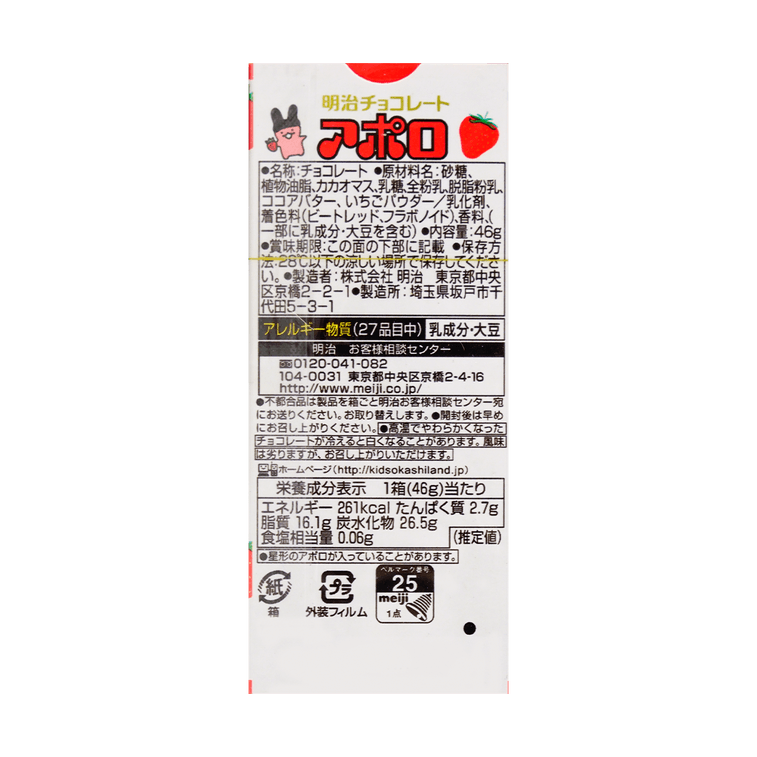 明治チョコレート
アポロ
●名称:チョコレート ●原材料名:砂糖、
植物油脂、カカオマス、乳糖、全粉乳、脱脂粉乳、
ココアバター、いちごパウダー/乳化剤、
着色料(ビートレッド、フラボノイド)、香料、(
一部に乳成分・大豆を含む) ●内容量:46g
●賞味期限:この面の下部に記載 ●保存方
法:28℃以下の涼しい場所で保存してくださ
い。●製造者:株式会社 明治 東京都中央
区京橋2-2-1●製造所:埼玉県坂戸市千
代田5-3-1
アレルギー物質(27品目中) 乳成分・大豆
明治 お客様相談センター
0120-041-082
104-0031 東京都中央区京橋2-4-16
http://www.meiji.co.jp/
●不都合品は製品を箱ごと明治お客様相談センター宛
にお送りください。お取り替えします。●開封後は早め
にお召し上がりください。●高温でやわらかくなった
チョコレートが冷えると白くなることがあります。風味
は劣りますが、お召し上がりいただけます。
ホームページ(http://kidsokashiland.jp)
栄養成分表示 1箱(46g)当たり
エネルギー 261kcal たんぱく質 2.7g
脂質 16.1g 炭水化物 26.5g
食塩相当量 0.06g (推定値)
●星形のアポロが入っていることがあります。
紙
箱
プラ
外装フィルム
ベルマーク番号
25
meiji
1点